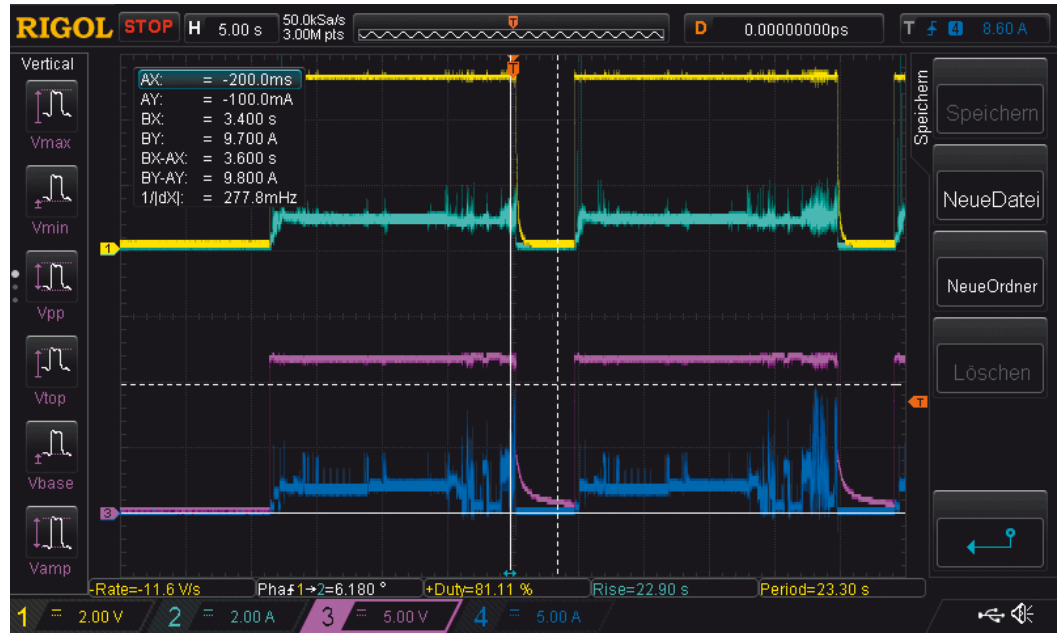 RIGOL STOP H 5.00 s 50.0kSa/s 3.00M pts T D 0.00000000ps T 4 8.60 A
Vertical
Vmax
Vmin
Vpp
Vtop
Vbase
Vamp
AX: = -200.0ms
AY: = -100.0mA
BX: = 3.400 s
BY: = 9.700 A
BX-AX: = 3.600 s
BY-AY: = 9.800 A
1/|dX|: = 277.8mHz
T
1
3
T
Speichern
Speichern
NeueDatei
NeueOrdner
Löschen
-Rate=-11.6 V/s Pha1→2=6.180 ° +Duty=81.11 % Rise=22.90 s Period=23.30 s
1 2.00 V 2 2.00 A 3 5.00 V 4 5.00 A